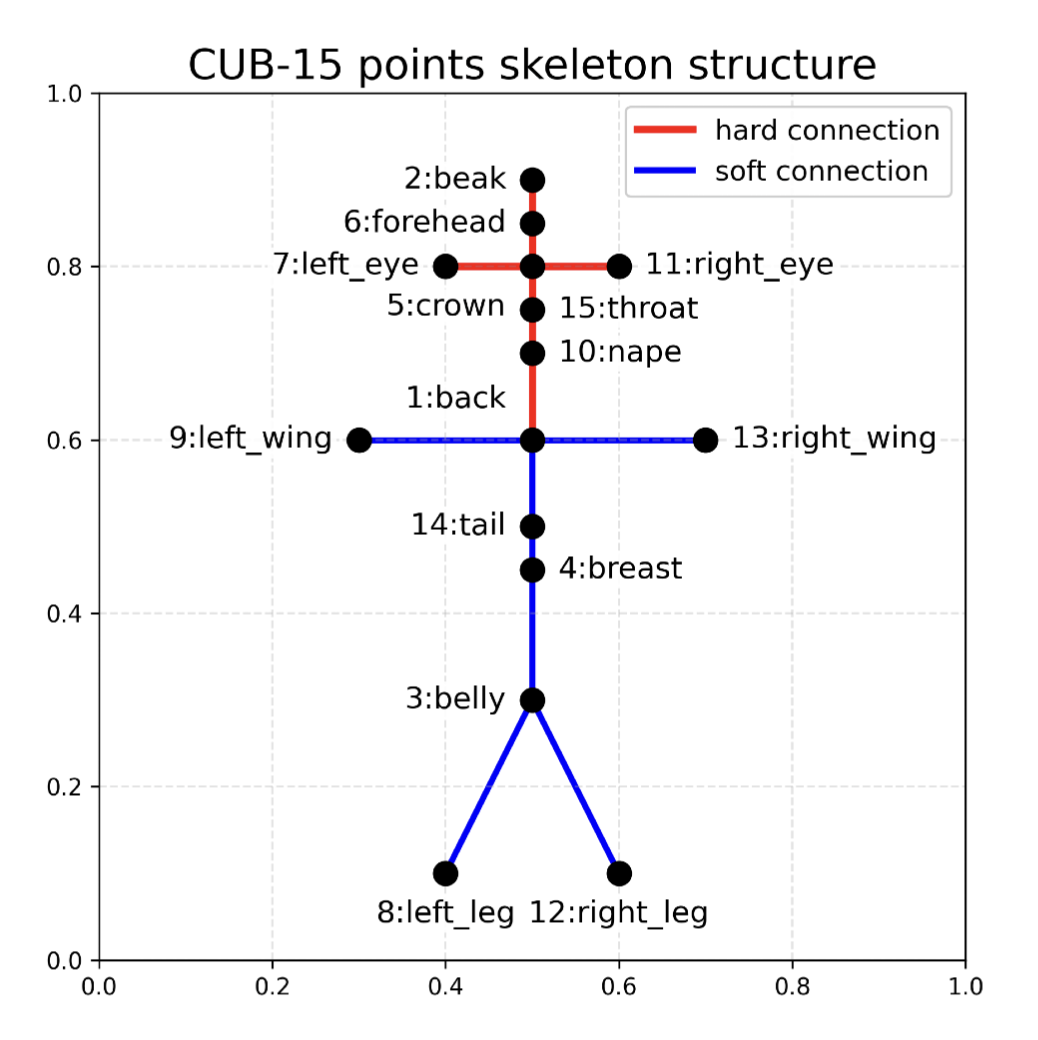 CUB-15 points skeleton structure
1.0
hard connection
soft connection
2:beak
6:forehead
0.8
7:left_eye
11:right_eye
5:crown
15:throat
10:nape
1:back
0.6
9:left_wing
13:right_wing
14:tail
4:breast
0.4
3:belly
0.2
8:left_leg
12:right_leg
0.0
0.0
0.2
0.4
0.6
0.8
1.0